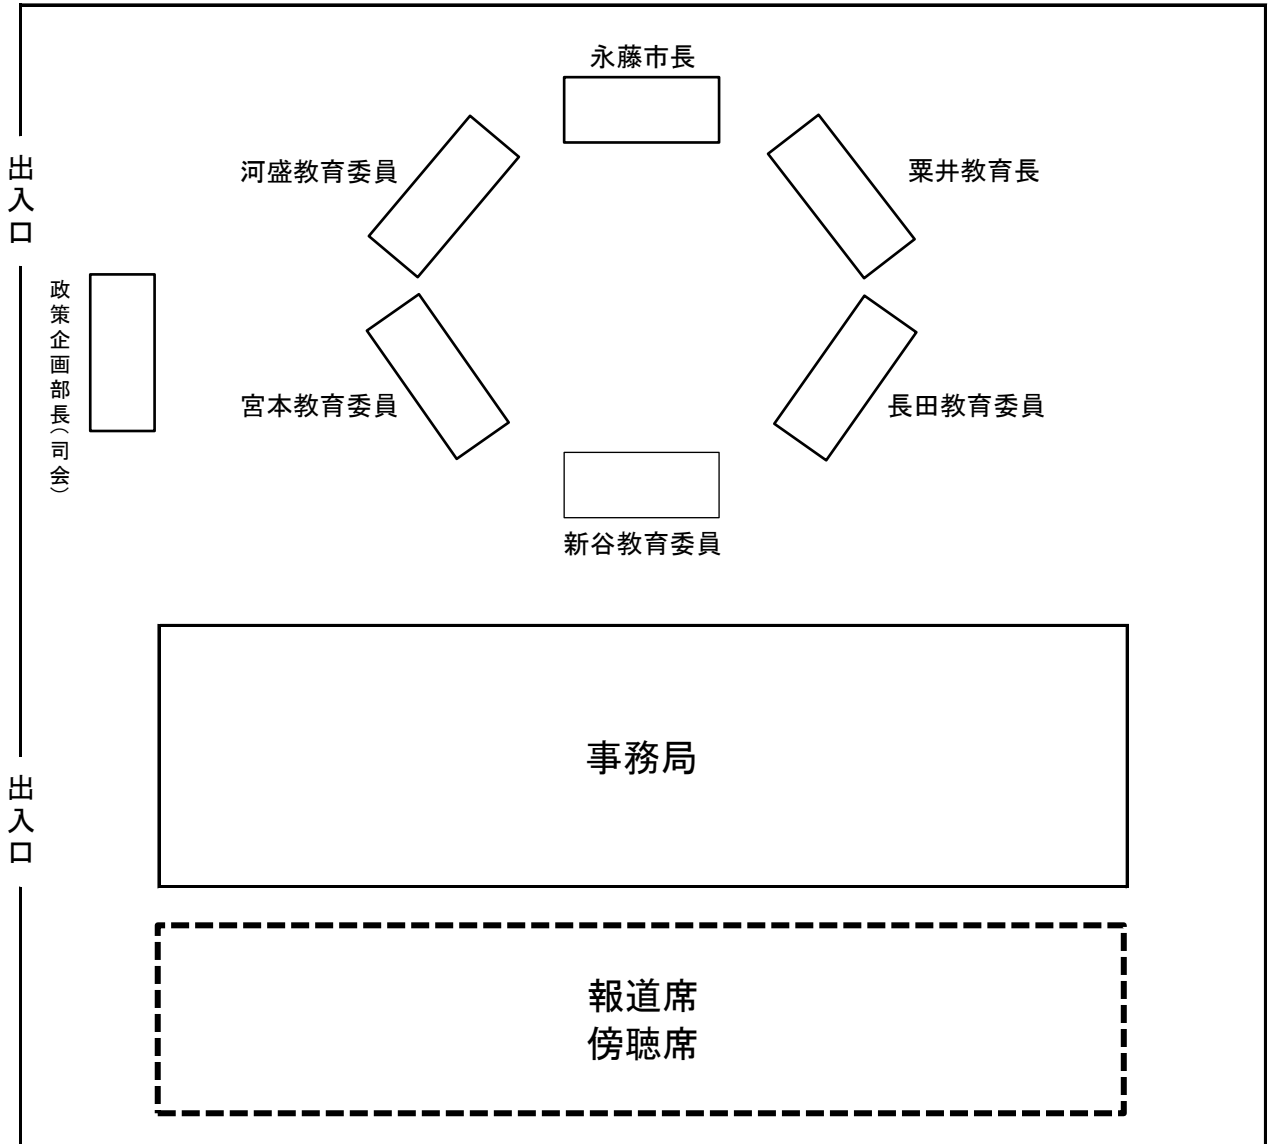 永藤市長
河盛教育委員
粟井教育長
出入口
政策企画部長（司会）
宮本教育委員
長田教育委員
新谷教育委員
事務局
出入口
報道席
傍聴席